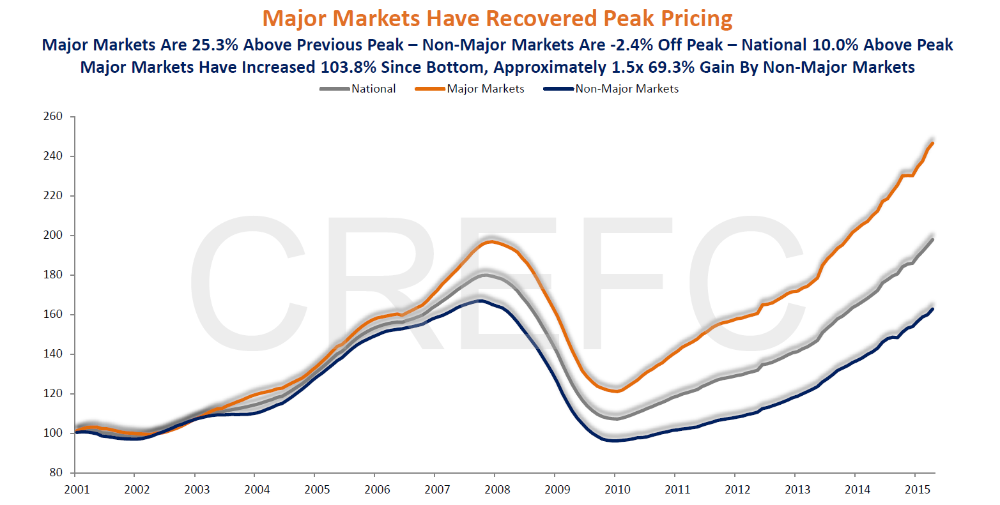 Major Markets Have Recovered Peak Pricing
Major Markets Are 25.3% Above Previous Peak – Non-Major Markets Are -2.4% Off Peak – National 10.0% Above Peak
Major Markets Have Increased 103.8% Since Bottom, Approximately 1.5x 69.3% Gain By Non-Major Markets
National Major Markets Non-Major Markets
260
240
220
200
180
160
140
120
100
80
CREFC
2001 2002 2003 2004 2005 2006 2007 2008 2009 2010 2011 2012 2013 2014 2015